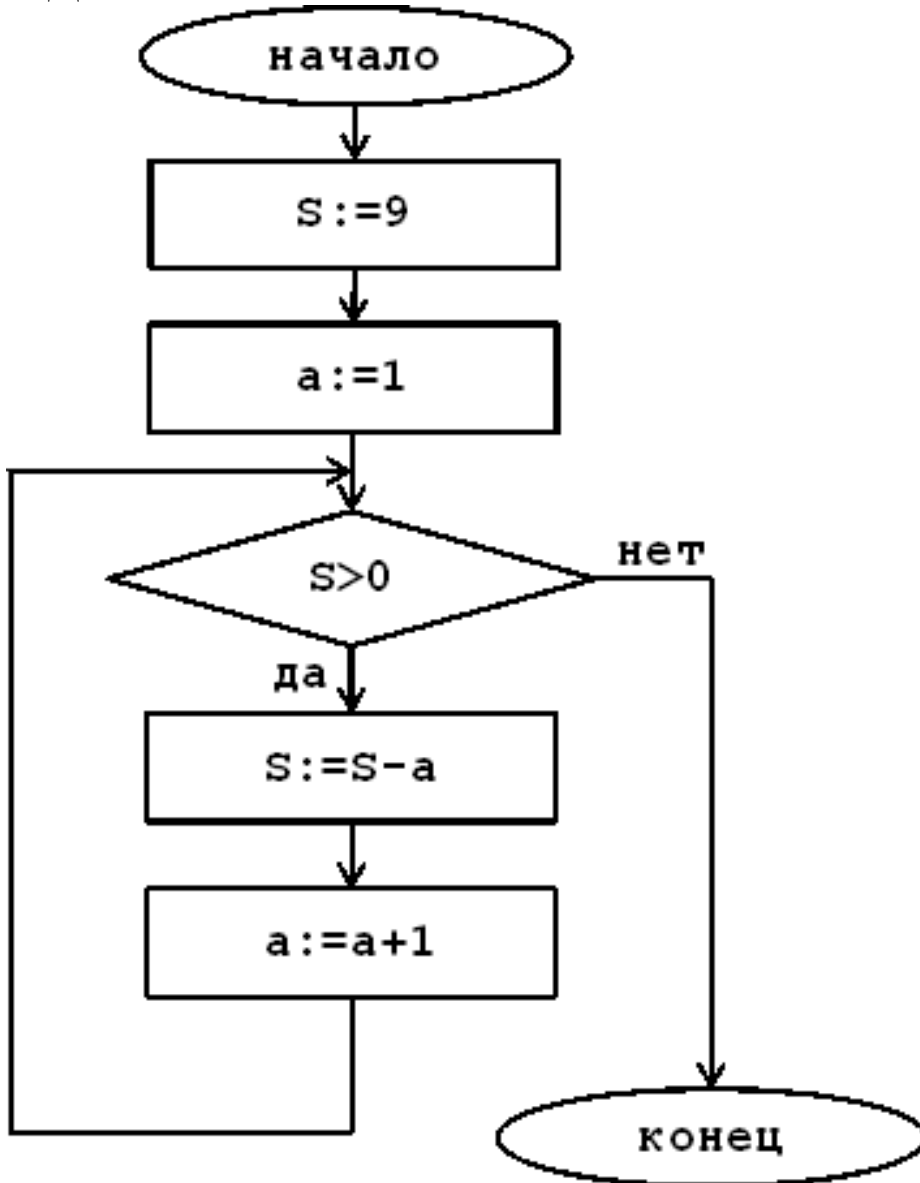 начало
S:=9
a:=1
S>0
нет
да
S:=S-a
a:=a+1
конец